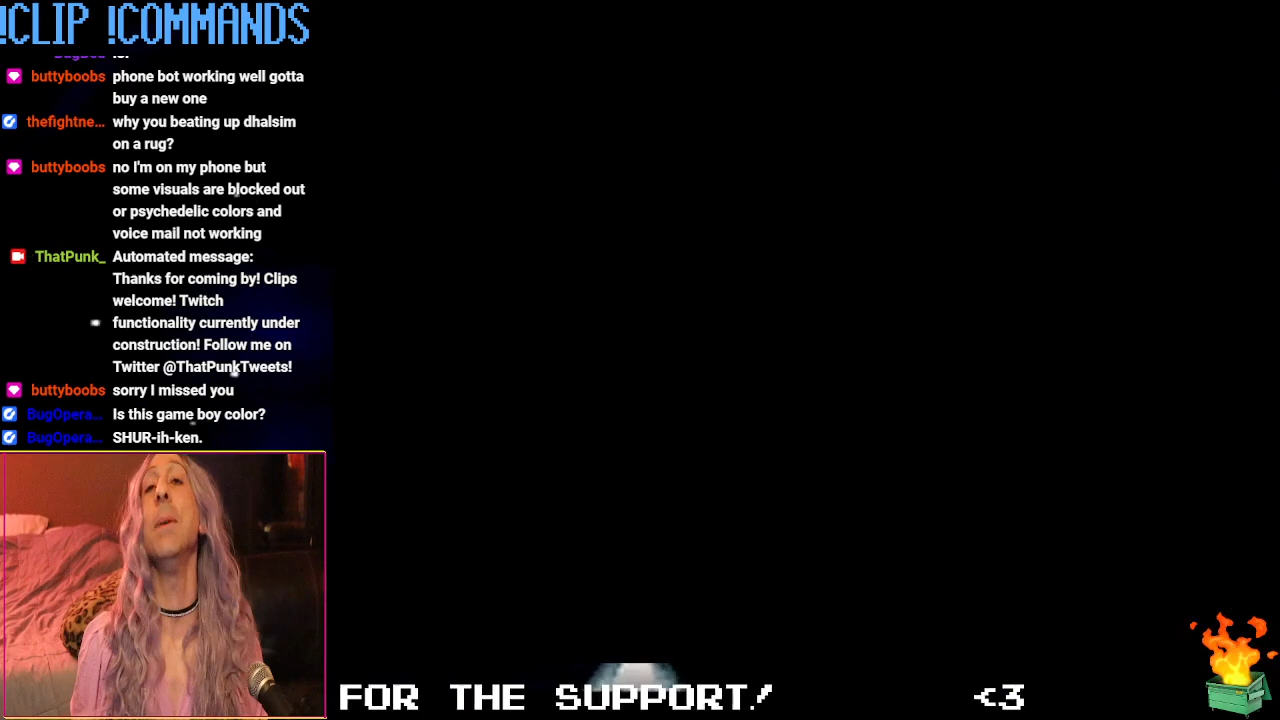 !CLIP !COMMANDS
buttyboobs phone bot working well gotta
buy a new one
thefightne... why you beating up dhalsim
on a rug?
buttyboobs no I'm on my phone but
some visuals are blocked out
or psychedelic colors and
voice mail not working
ThatPunk_ Automated message:
Thanks for coming by! Clips
welcome! Twitch
functionality currently under
construction! Follow me on
Twitter @ThatPunkTweets!
buttyboobs sorry I missed you
BugOpera... Is this game boy color?
BugOpera... SHUR-ih-ken.
FOR THE SUPPORT! <3